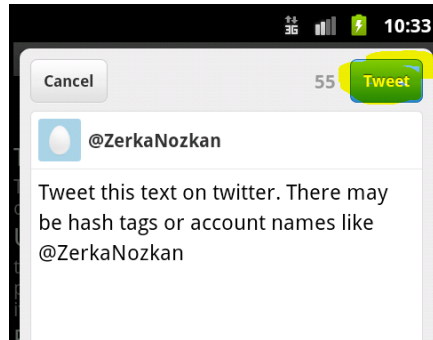 3G 10:33
Cancel 55 Tweet
@ZerkaNozkan
Tweet this text on twitter. There may
be hash tags or account names like
@ZerkaNozkan